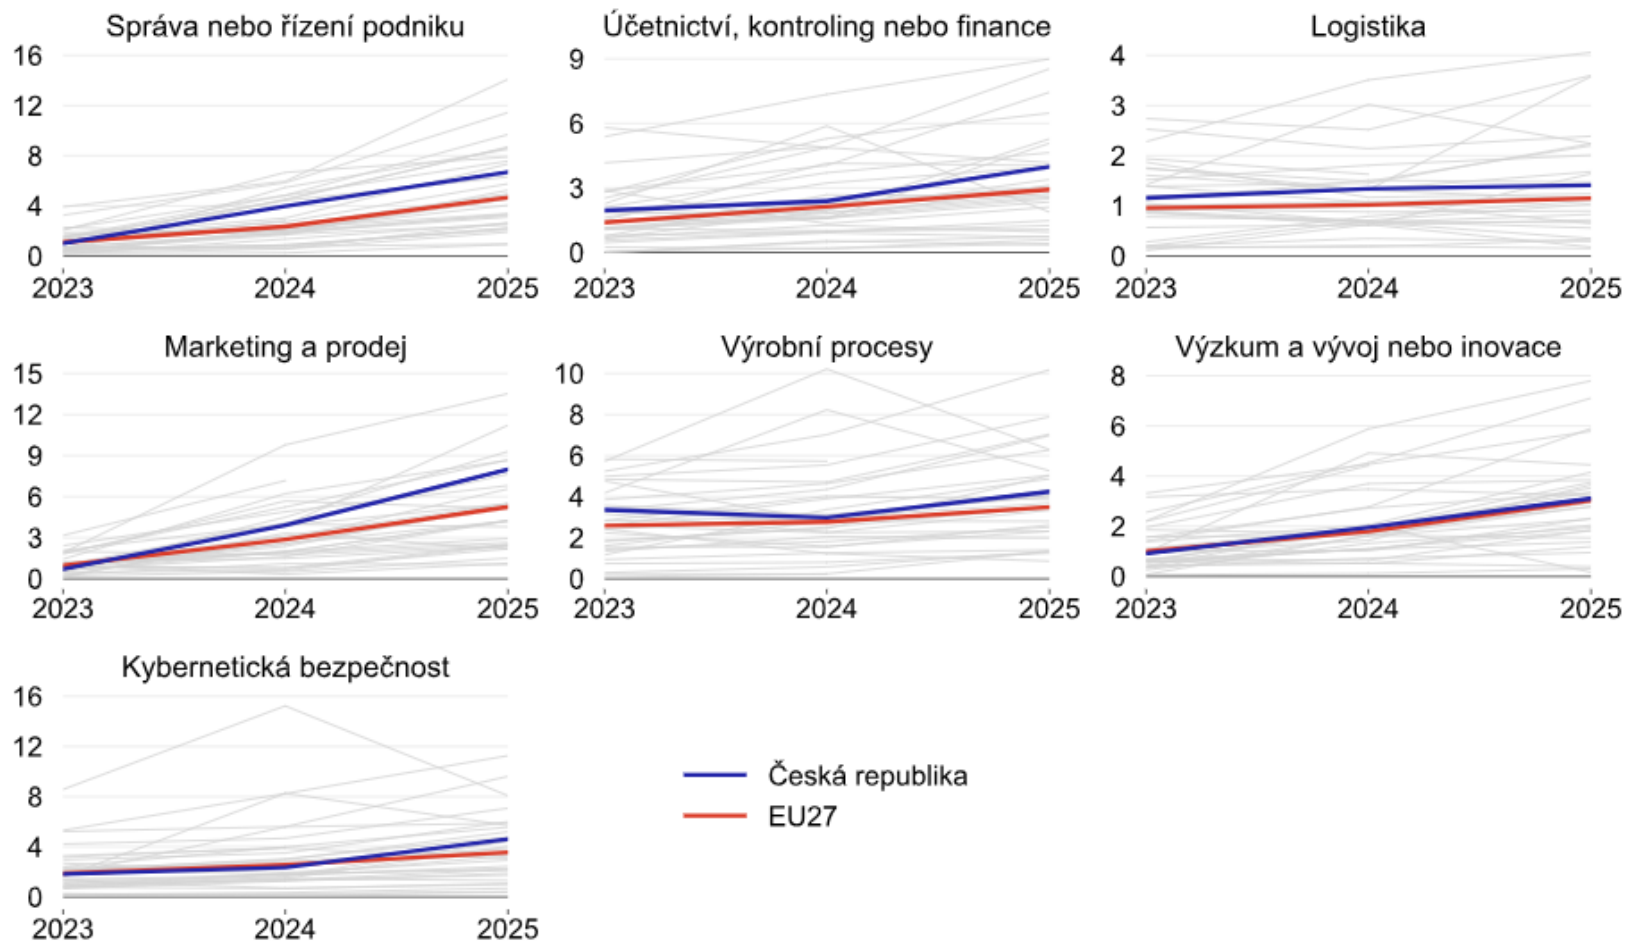 Správa nebo řízení podniku
16
12
8
4
0
2023 2024 2025
Účetnictví, kontroling nebo finance
9
6
3
0
2023 2024 2025
Logistika
4
3
2
1
0
2023 2024 2025
Marketing a prodej
15
12
9
6
3
0
2023 2024 2025
Výrobní procesy
10
8
6
4
2
0
2023 2024 2025
Výzkum a vývoj nebo inovace
8
6
4
2
0
2023 2024 2025
Kybernetická bezpečnost
16
12
8
4
0
2023 2024 2025
Česká republika
EU27